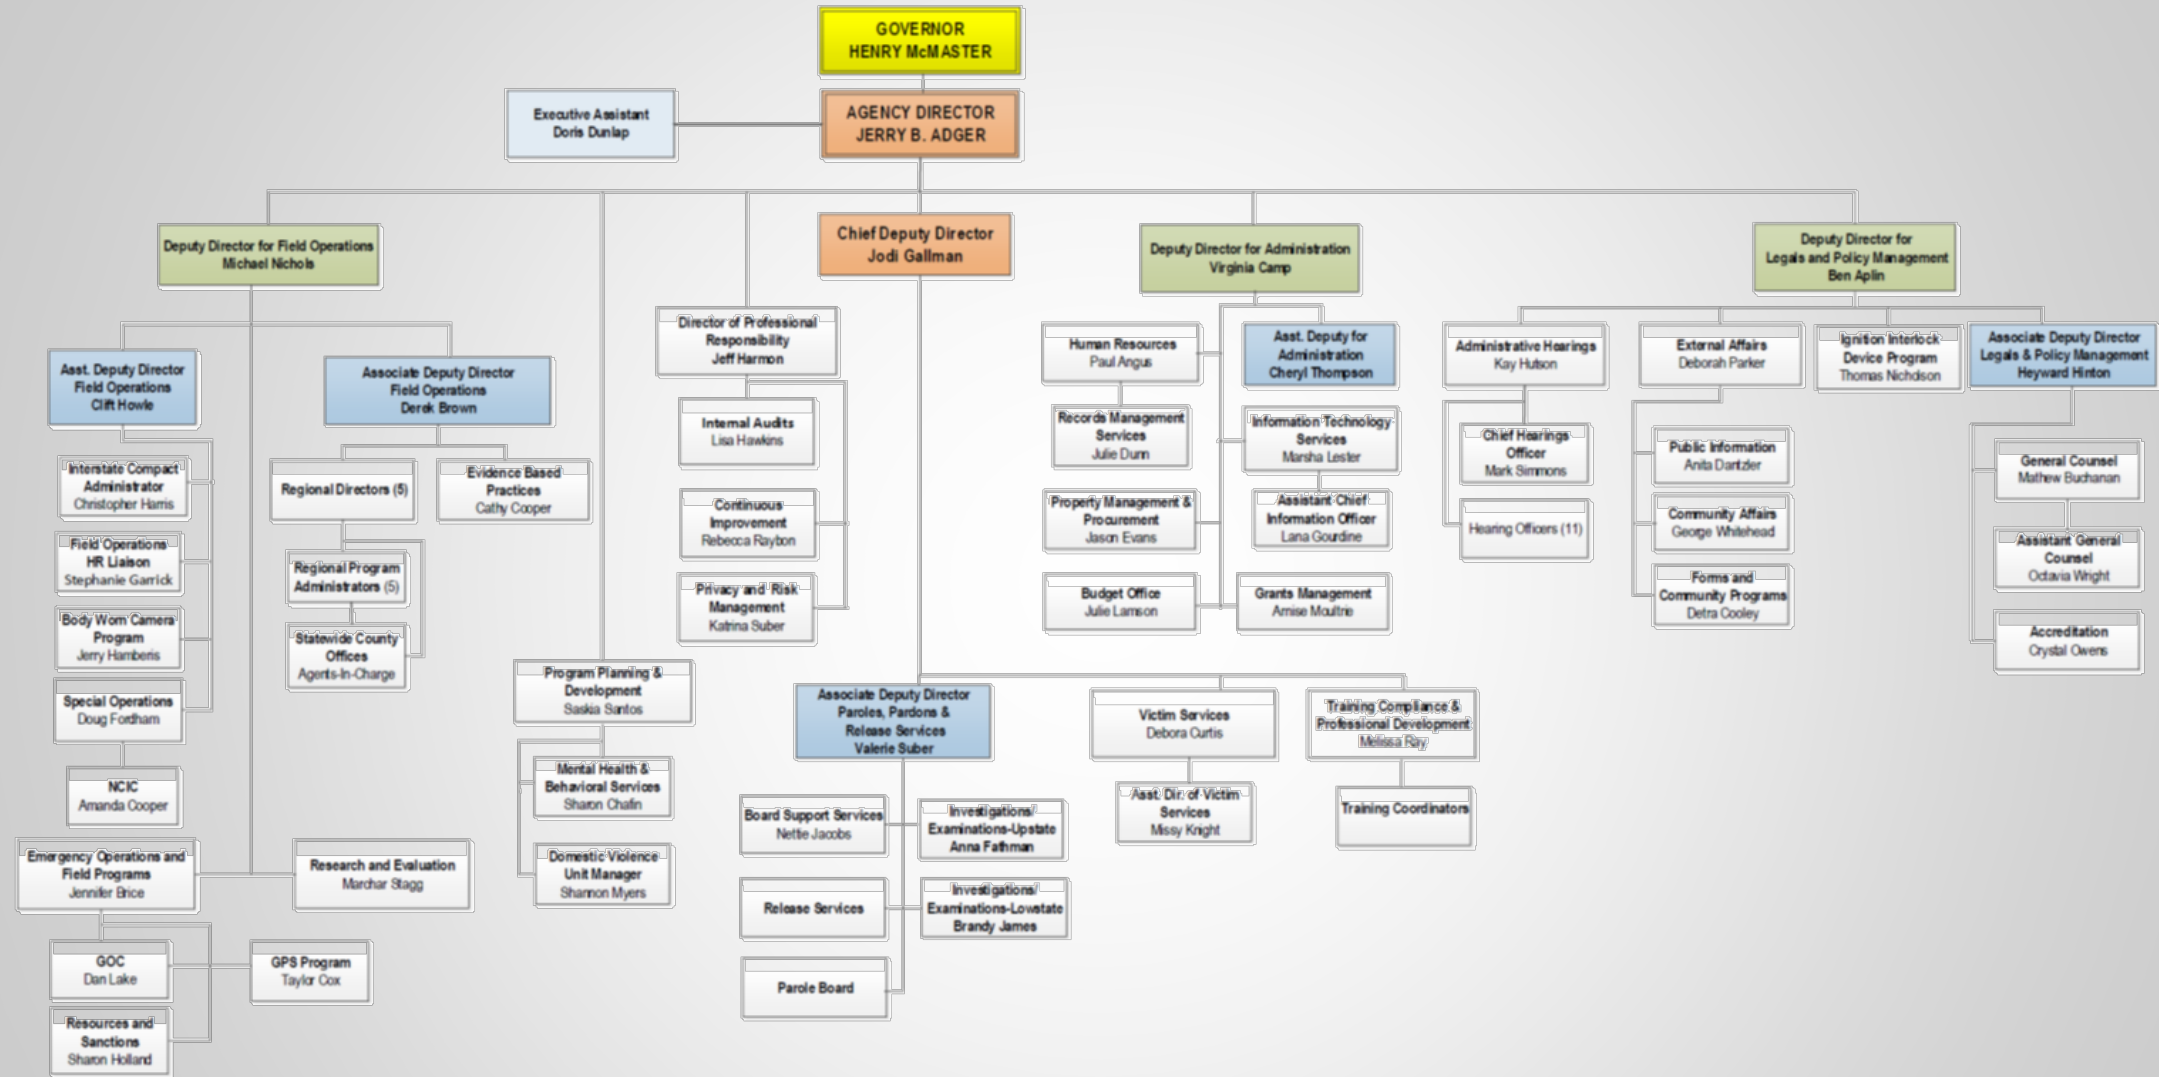 GOVERNOR
HENRY McMASTER
Executive Assistant
Doris Dunlap
AGENCY DIRECTOR
JERRY B. ADGER
Deputy Director for Field Operations
Michael Nichols
Chief Deputy Director
Jodi Gallman
Deputy Director for Administration
Virginia Camp
Deputy Director for
Legals and Policy Management
Ben Aplin
Asst. Deputy Director
Field Operations
Clift Howle
Associate Deputy Director
Field Operations
Derek Brown
Director of Professional
Responsibility
Jeff Harmon
Human Resources
Paul Angus
Asst. Deputy for
Administration
Cheryl Thompson
Administrative Hearings
Kay Hutson
External Affairs
Deborah Parker
Ignition Interlock
Device Program
Thomas Nicholson
Associate Deputy Director
Legals & Policy Management
Heyward Hinton
Interstate Compact
Administrator
Christopher Harris
Regional Directors (5)
Evidence Based
Practices
Cathy Cooper
Internal Audits
Lisa Hawkins
Records Management
Services
Julie Dunn
Information Technology
Services
Marsha Lester
Chief Hearings
Officer
Mark Simmons
Public Information
Anita Dantzler
General Counsel
Mathew Buchanan
Field Operations
HR Liaison
Stephanie Garrick
Regional Program
Administrators (5)
Continuous
Improvement
Rebecca Raybon
Property Management &
Procurement
Jason Evans
Assistant Chief
Information Officer
Lana Gourdine
Hearing Officers (11)
Community Affairs
George Whitehead
Assistant General
Counsel
Octavia Wright
Body Worn Camera
Program
Jerry Hamberis
Statewide County
Offices
Agents-In-Charge
Privacy and Risk
Management
Katrina Suber
Budget Office
Julie Lamson
Grants Management
Arnise Moultrie
Forms and
Community Programs
Detra Cooley
Accreditation
Crystal Owens
Special Operations
Doug Fordham
Program Planning &
Development
Saskia Santos
Associate Deputy Director
Paroles, Pardons &
Release Services
Valerie Suber
Victim Services
Debora Curtis
Training Compliance &
Professional Development
Melissa Ray
NCIC
Amanda Cooper
Mental Health &
Behavioral Services
Sharon Chafin
Board Support Services
Nettie Jacobs
Investigations/
Examinations-Upstate
Anna Fathman
Asst. Dir. of Victim
Services
Missy Knight
Training Coordinators
Emergency Operations and
Field Programs
Jennifer Brice
Research and Evaluation
Marchar Stagg
Domestic Violence
Unit Manager
Shannon Myers
Release Services
Investigations/
Examinations-Lowstate
Brandy James
GOC
Dan Lake
GPS Program
Taylor Cox
Parole Board
Resources and
Sanctions
Sharon Holland